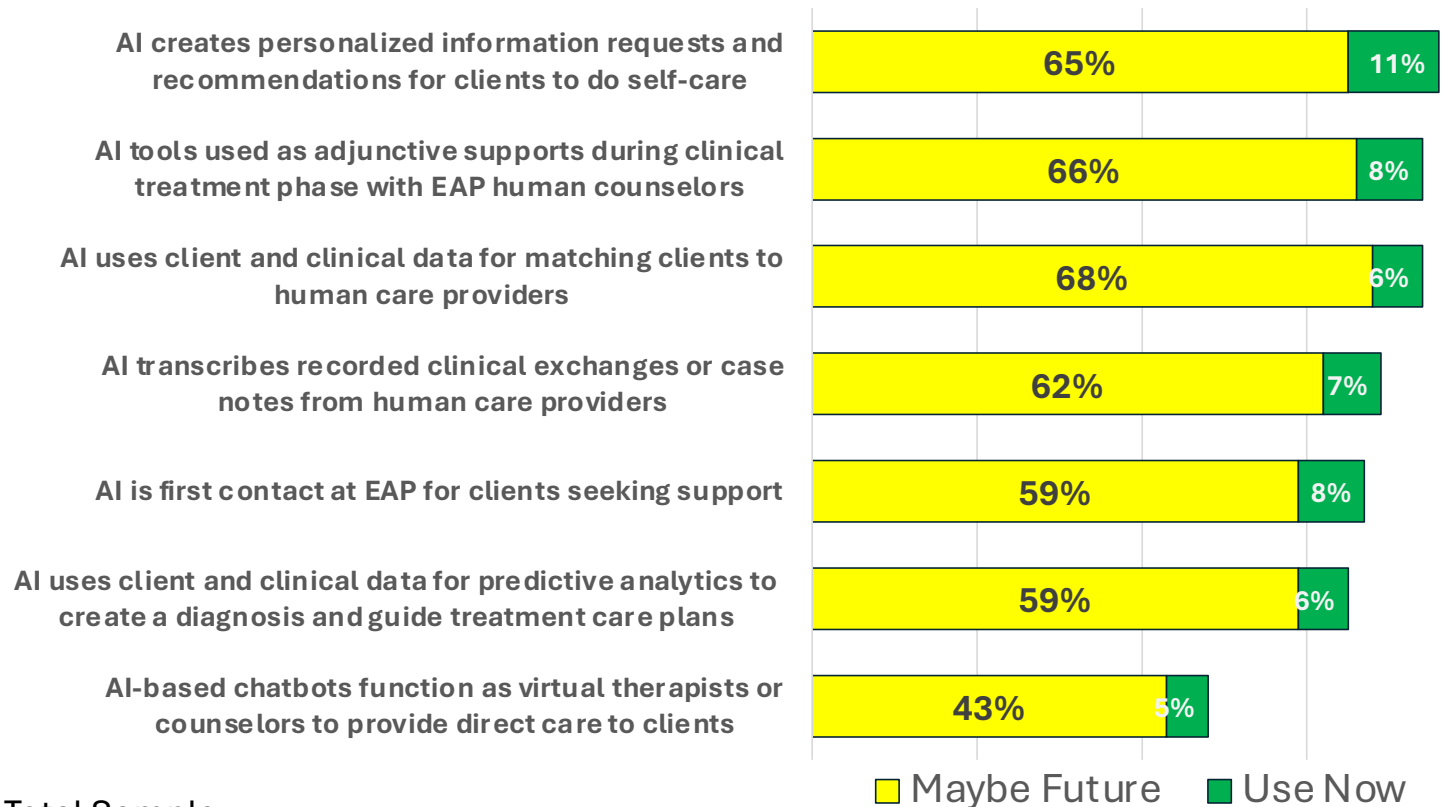 AI creates personalized information requests and
recommendations for clients to do self-care
65%
11%
AI tools used as adjunctive supports during clinical
treatment phase with EAP human counselors
66%
8%
AI uses client and clinical data for matching clients to
human care providers
68%
6%
AI transcribes recorded clinical exchanges or case
notes from human care providers
62%
7%
AI is first contact at EAP for clients seeking support
59%
8%
AI uses client and clinical data for predictive analytics to
create a diagnosis and guide treatment care plans
59%
6%
AI-based chatbots function as virtual therapists or
counselors to provide direct care to clients
43%
5%
Maybe Future
Use Now
Total Sample